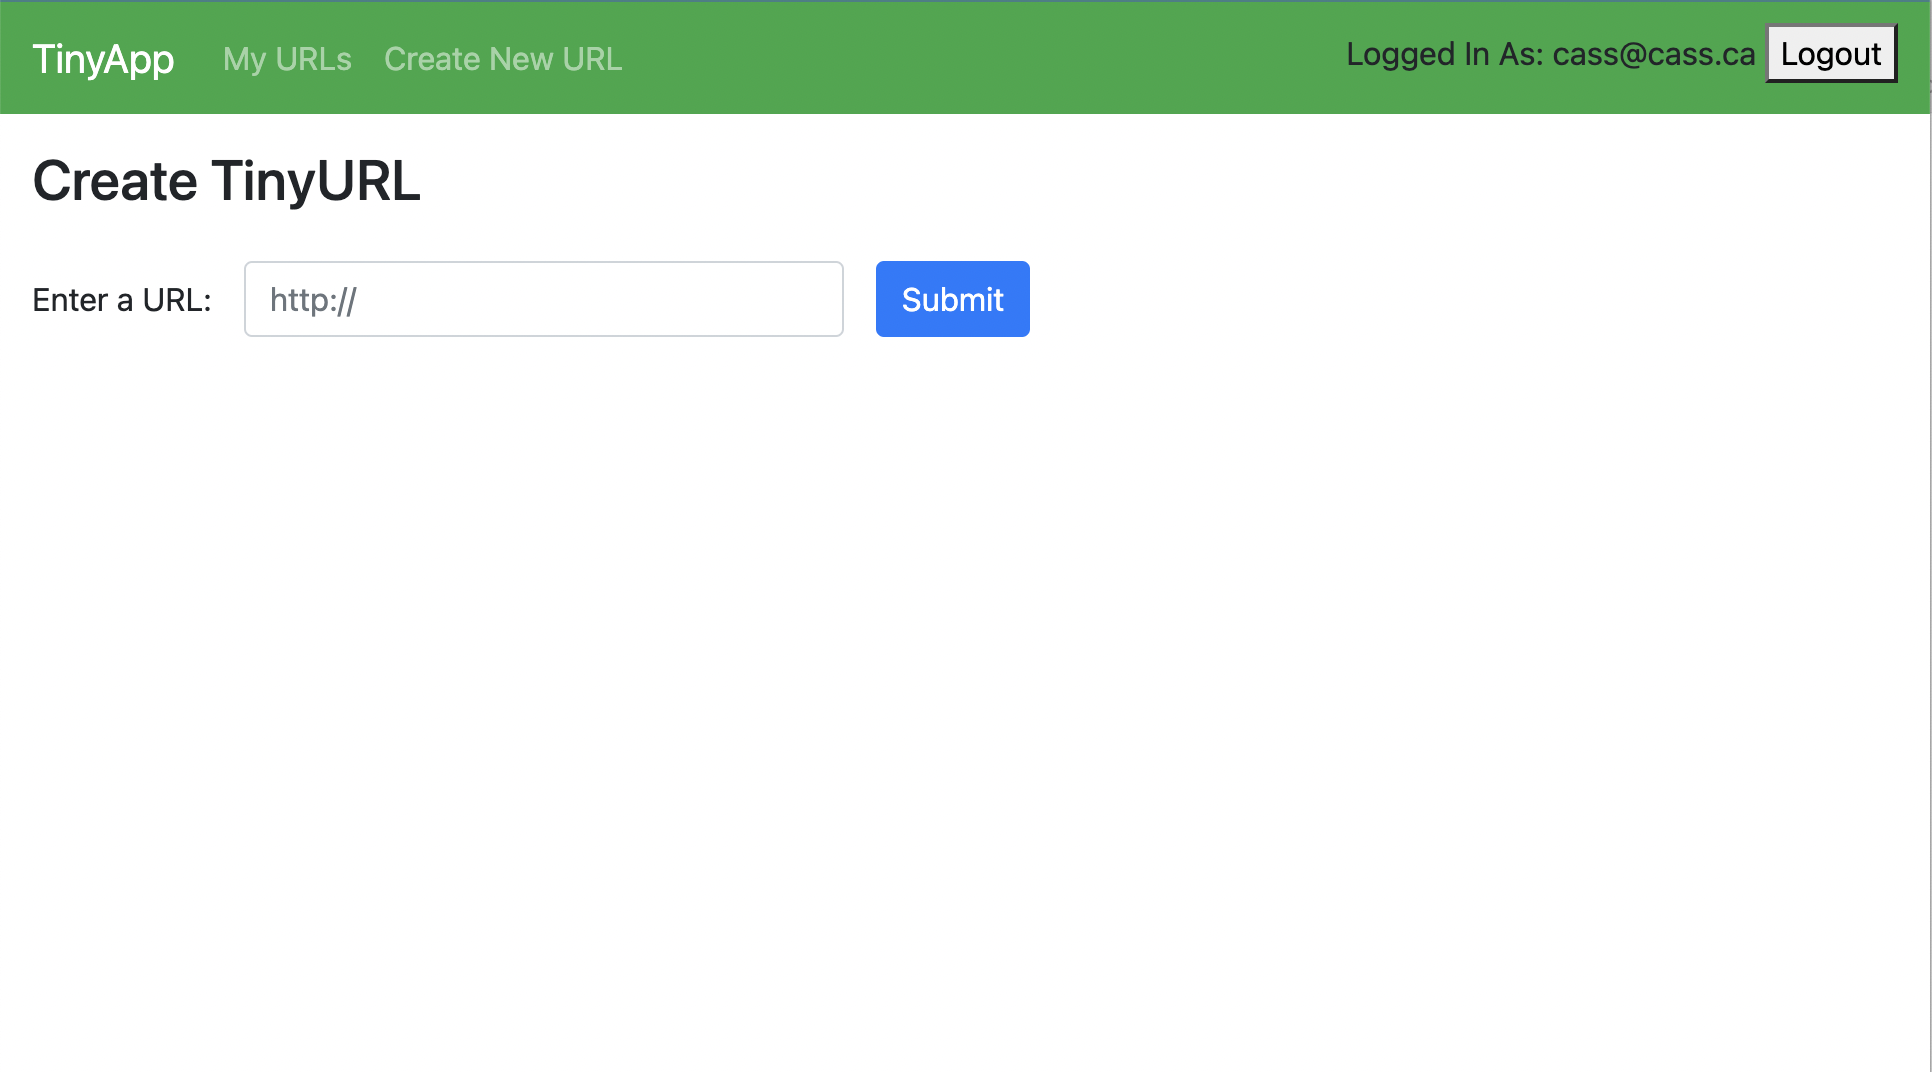 TinyApp My URLs Create New URL Logged In As: cass@cass.ca Logout
Create TinyURL
Enter a URL: http:// Submit